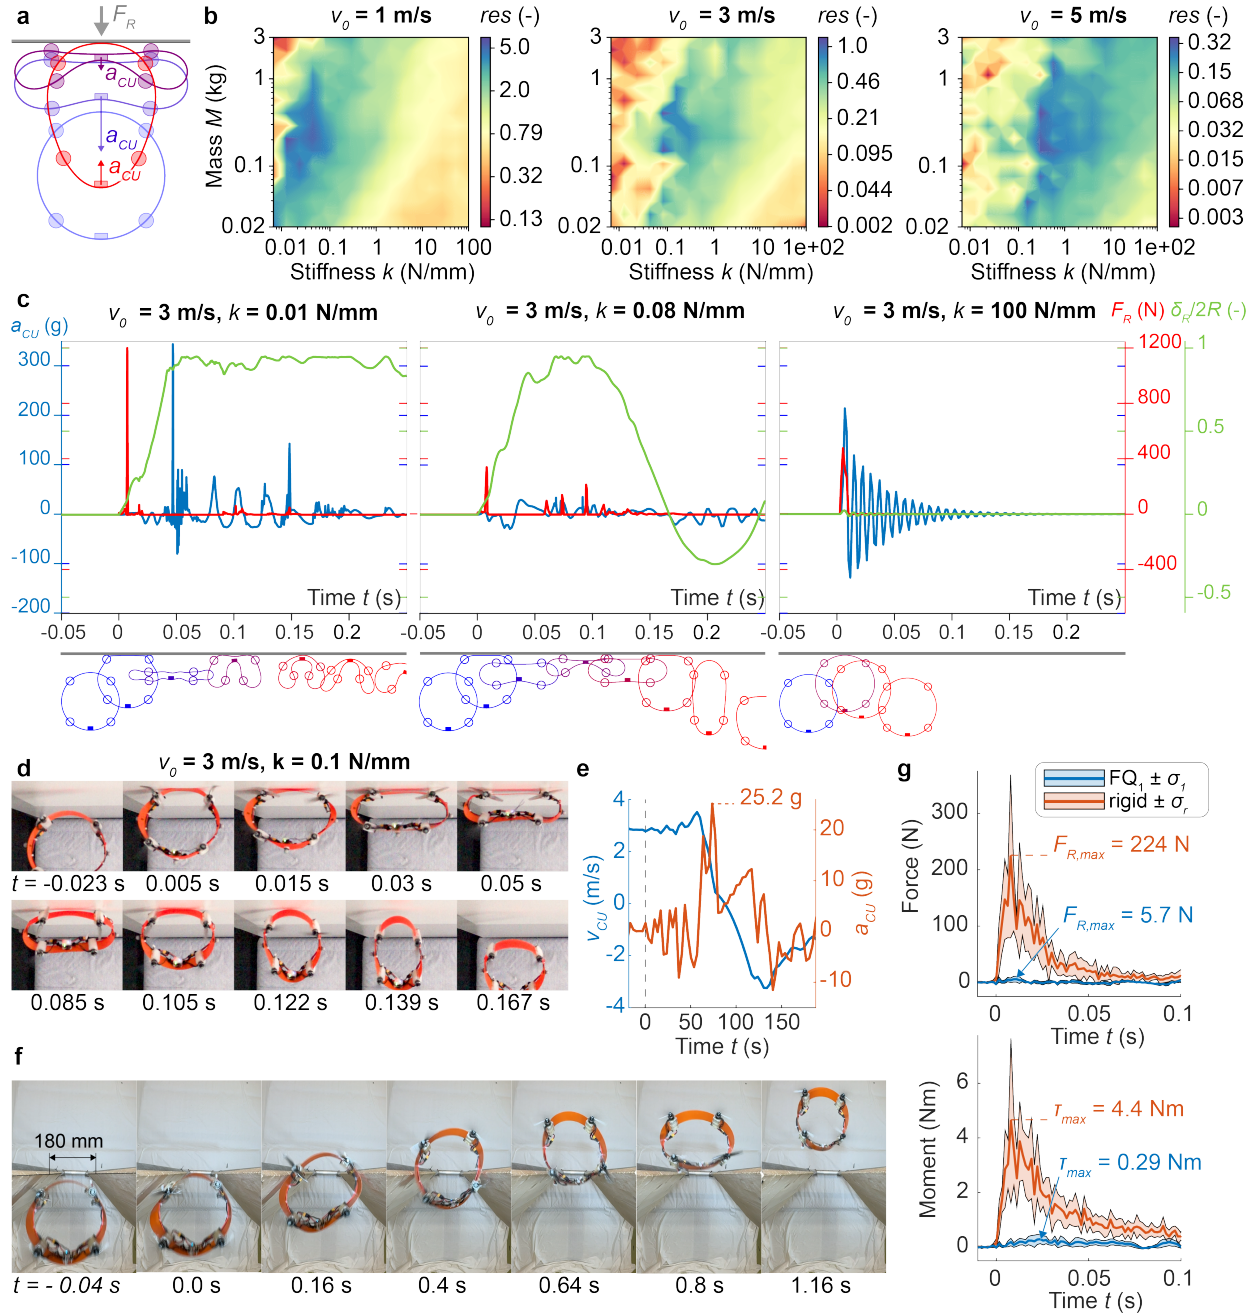 a
F_R
a_CU
a_CU
a_CU
b
v_0 = 1 m/s
res (-)
v_0 = 3 m/s
res (-)
v_0 = 5 m/s
res (-)
Mass M (kg)
3
1
0.1
0.02
0.01
0.1
1
10
100
Stiffness k (N/mm)
5.0
2.0
0.79
0.32
0.13
3
1
0.1
0.02
0.01
0.1
1
1e+02
Stiffness k (N/mm)
1.0
0.46
0.21
0.095
0.044
0.002
3
1
0.1
0.02
0.01
0.1
1
10
1e+02
Stiffness k (N/mm)
0.32
0.15
0.068
0.032
0.015
0.007
0.003
c
v_0 = 3 m/s, k = 0.01 N/mm
v_0 = 3 m/s, k = 0.08 N/mm
v_0 = 3 m/s, k = 100 N/mm
a_CU (g)
F_R (N)
δ_R/2R (-)
300
200
100
0
-100
-200
1200
800
400
0
-400
1
0.5
0
-0.5
Time t (s)
Time t (s)
Time t (s)
-0.05 0 0.05 0.1 0.15 0.2
-0.05 0 0.05 0.1 0.15 0.2
-0.05 0 0.05 0.1 0.15 0.2
d
v_0 = 3 m/s, k = 0.1 N/mm
t = -0.023 s
0.005 s
0.015 s
0.03 s
0.05 s
0.085 s
0.105 s
0.122 s
0.139 s
0.167 s
e
25.2 g
v_CU (m/s)
4
2
0
-2
-4
a_CU (g)
20
10
0
-10
0 50 100 150
Time t (s)
f
180 mm
t = - 0.04 s
0.0 s
0.16 s
0.4 s
0.64 s
0.8 s
1.16 s
g
FQ_1 ± σ_1
rigid ± σ_r
Force (N)
300
200
100
0
F_R,max = 224 N
F_R,max = 5.7 N
0 0.05 0.1
Time t (s)
Moment (Nm)
6
4
2
0
τ_max = 4.4 Nm
τ_max = 0.29 Nm
0 0.05 0.1
Time t (s)